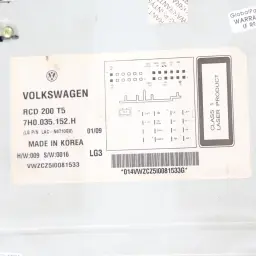 VOLKSWAGEN
RCD 200 T5
7H0.035.152.H
01/09
MADE IN KOREA
H/W:009 S/W:0016 LG3
VWZCZ5I0081533
*014VWZCZ5I0081533G*
CLASS 1
LASER PRODUCT